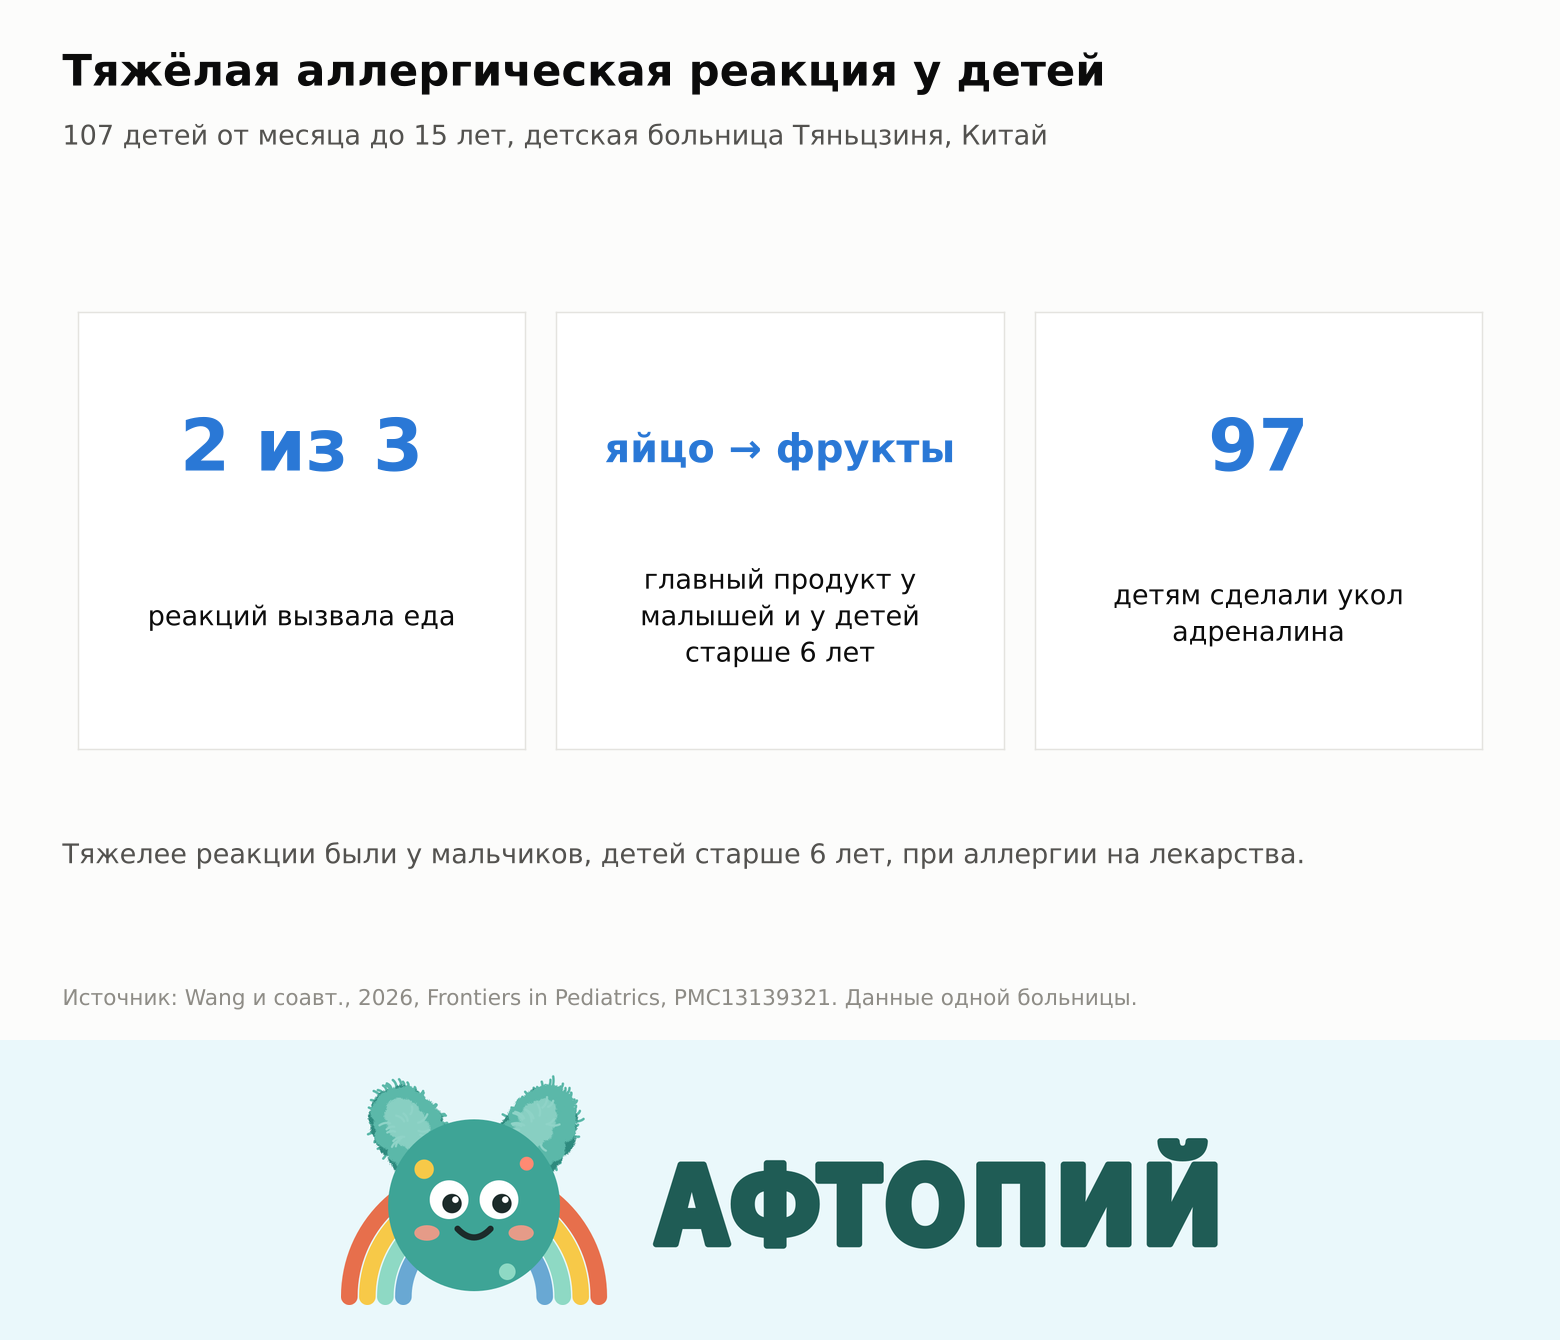 Тяжёлая аллергическая реакция у детей
107 детей от месяца до 15 лет, детская больница Тяньцзиня, Китай
2 из 3
реакций вызвала еда
яйцо → фрукты
главный продукт у
малышей и у детей
старше 6 лет
97
детям сделали укол
адреналина
Тяжелее реакции были у мальчиков, детей старше 6 лет, при аллергии на лекарства.
Источник: Wang и соавт., 2026, Frontiers in Pediatrics, PMC13139321. Данные одной больницы.
АФТОПИЙ